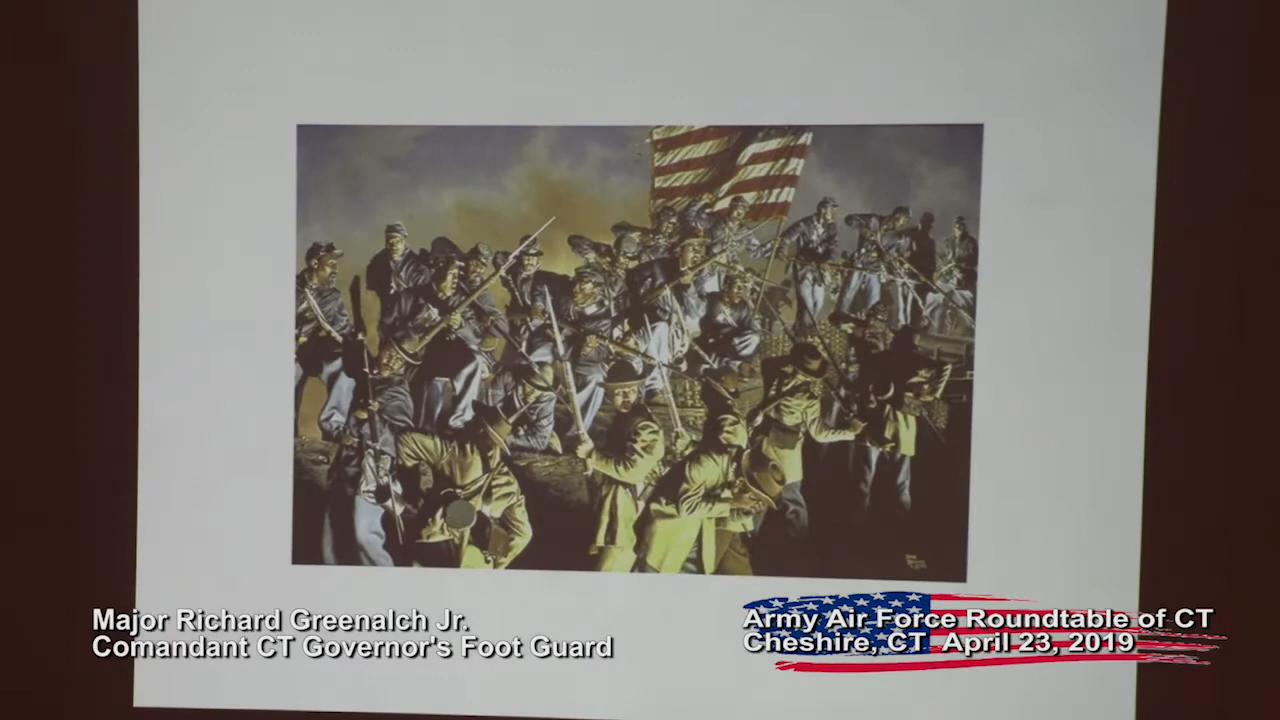 Major Richard Greenalch Jr.
Comandant CT Governor's Foot Guard
Army Air Force Roundtable of CT
Cheshire, CT April 23, 2019